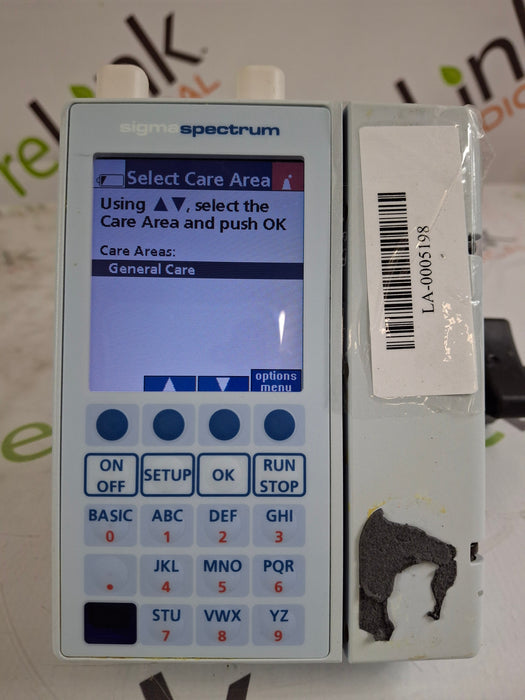 relink
MEDICAL
sigmaspectrum
Select Care Area
Using ▲▼, select the
Care Area and push OK
Care Areas:
General Care
options
menu
ON
OFF
SETUP
OK
RUN
STOP
BASIC
0
ABC
1
DEF
2
GHI
3
.
JKL
4
MNO
5
PQR
6
STU
7
VWX
8
YZ
9
LA-0005198